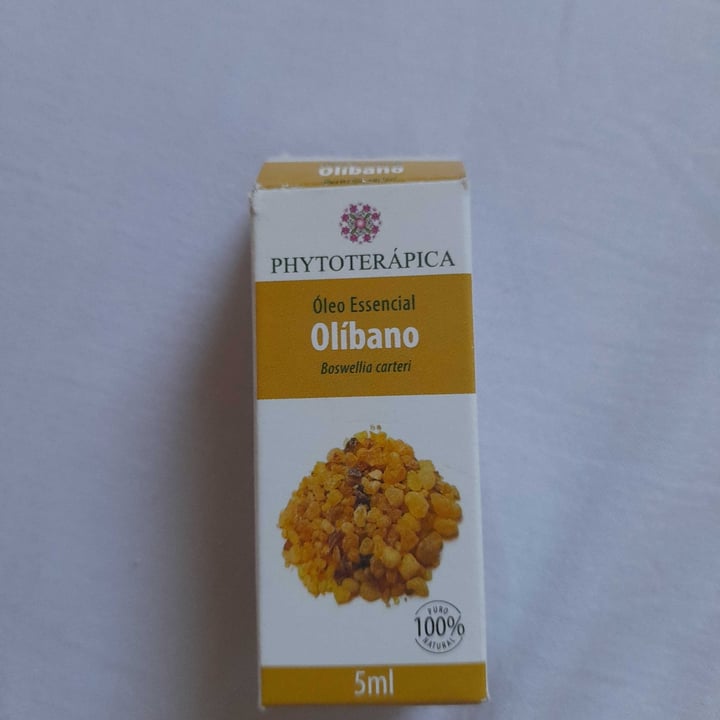 Olíbano
PHYTOTERÁPICA
Óleo Essencial
Olíbano
Boswellia carteri
PURO
100%
NATURAL
5ml